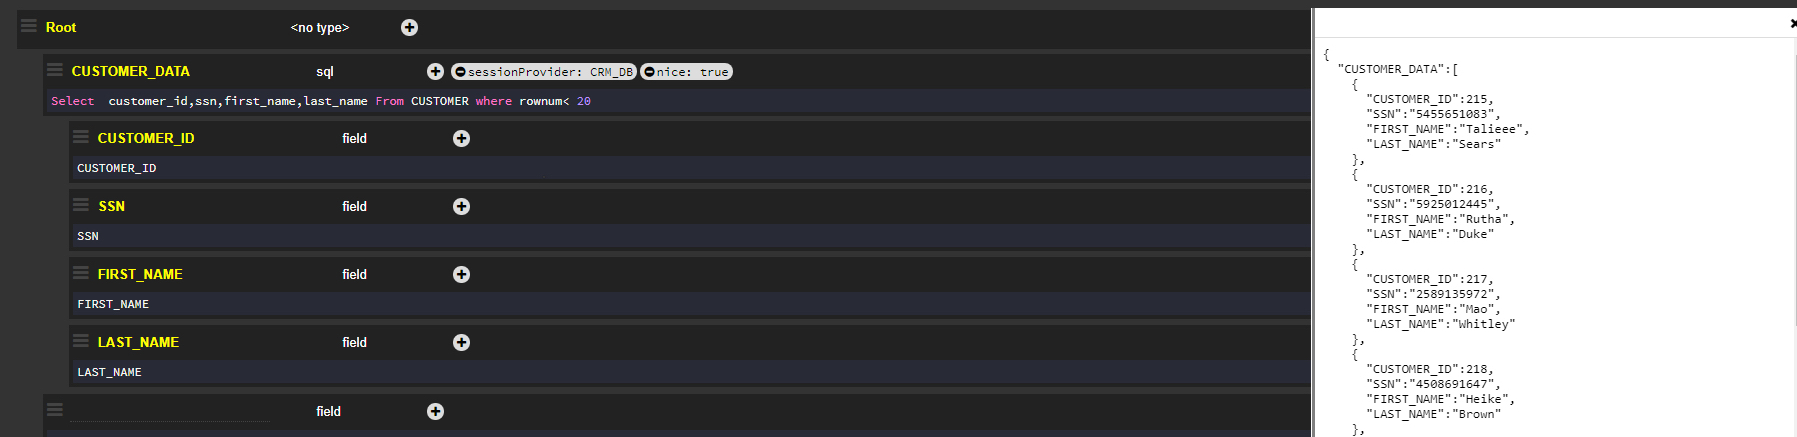 Root <no type>
CUSTOMER_DATA sql sessionProvider: CRM_DB nice: true
Select  customer_id,ssn,first_name,last_name From CUSTOMER where rownum< 20
CUSTOMER_ID field
CUSTOMER_ID
SSN field
SSN
FIRST_NAME field
FIRST_NAME
LAST_NAME field
LAST_NAME
field
{
"CUSTOMER_DATA":[
{
"CUSTOMER_ID":215,
"SSN":"5455651083",
"FIRST_NAME":"Talieee",
"LAST_NAME":"Sears"
},
{
"CUSTOMER_ID":216,
"SSN":"5925012445",
"FIRST_NAME":"Rutha",
"LAST_NAME":"Duke"
},
{
"CUSTOMER_ID":217,
"SSN":"2589135972",
"FIRST_NAME":"Mao",
"LAST_NAME":"Whitley"
},
{
"CUSTOMER_ID":218,
"SSN":"4508691647",
"FIRST_NAME":"Heike",
"LAST_NAME":"Brown"
},